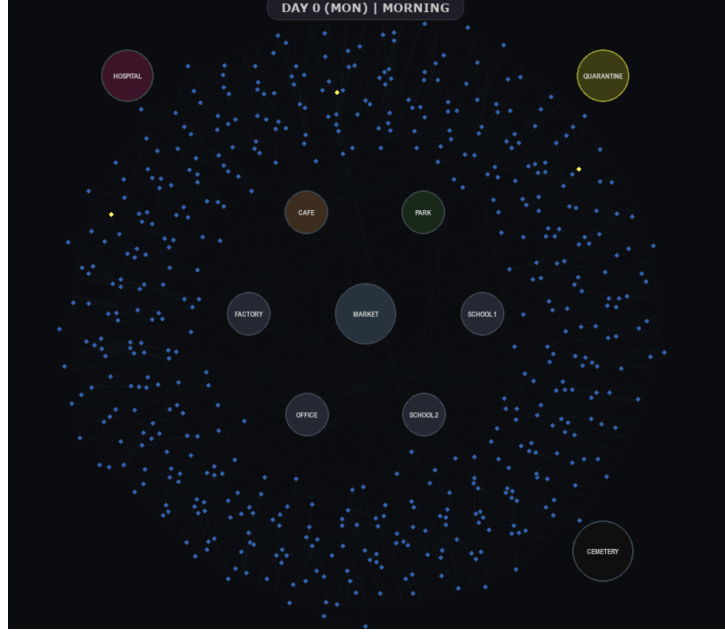 DAY 0 (MON) | MORNING
HOSPITAL
QUARANTINE
CAFE
PARK
FACTORY
MARKET
SCHOOL1
OFFICE
SCHOOL2
CEMETERY